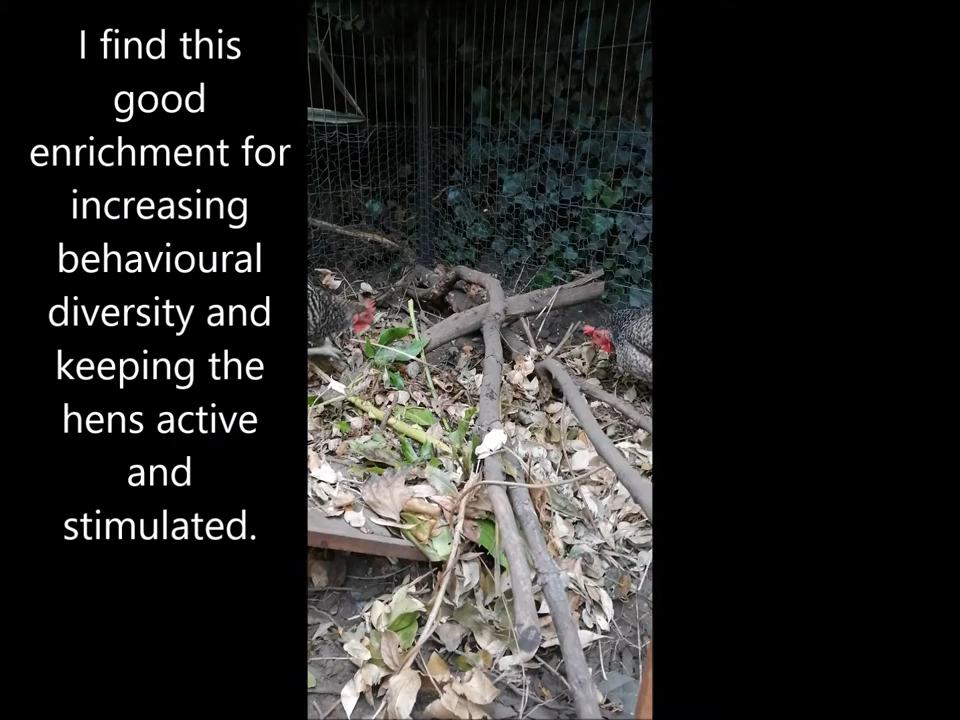 I find this
good
enrichment for
increasing
behavioural
diversity and
keeping the
hens active
and
stimulated.